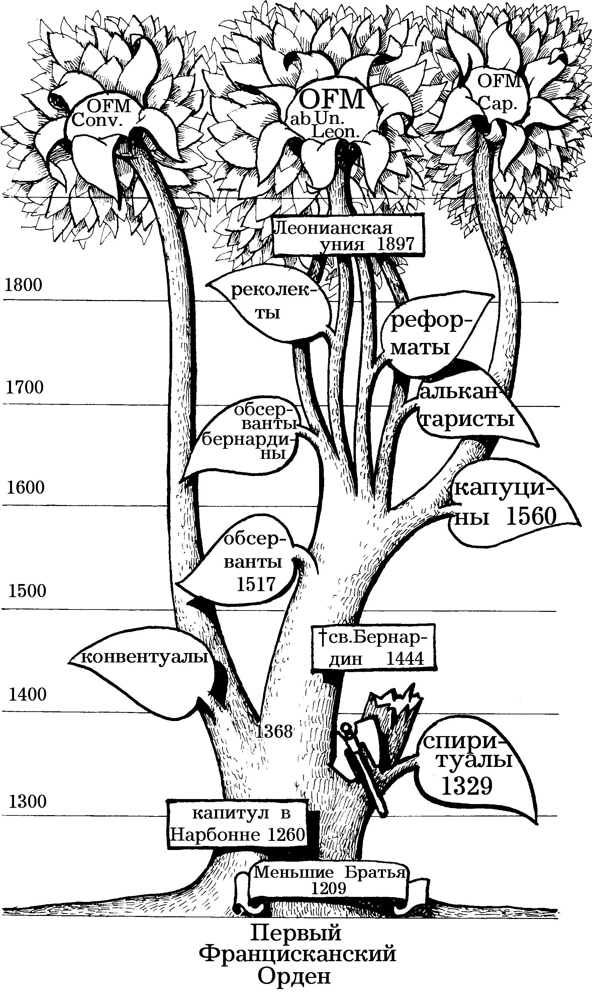 OFM
Conv.
OFM
ab Un.
Leon.
OFM
Cap.
Леонианская
уния 1897
1800
реколек-
ты
рефор-
маты
1700
алькан-
таристы
обсер-
ванты
бернарди-
ны
1600
капуци-
ны 1560
обсер-
ванты
1517
1500
†св.Бернар-
дин 1444
конвентуалы
1400
1368
спири-
туалы
1329
1300
капитул в
Нарбонне 1260
Меньшие Братья
1209
Первый
Францисканский
Орден